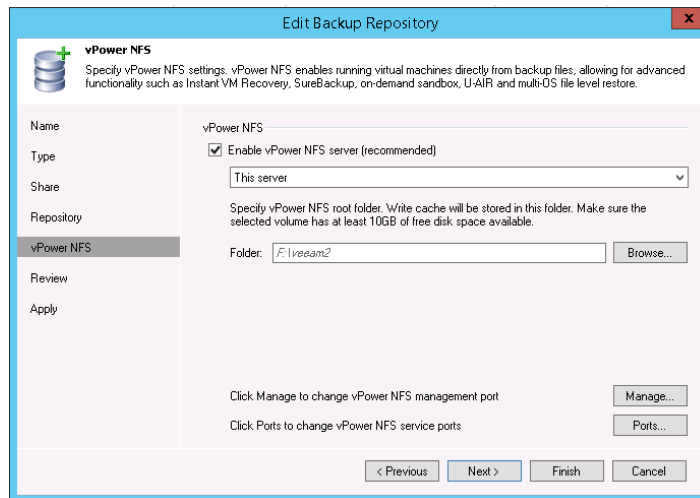 Edit Backup Repository
x
vPower NFS
Specify vPower NFS settings. vPower NFS enables running virtual machines directly from backup files, allowing for advanced
functionality such as Instant VM Recovery, SureBackup, on-demand sandbox, U-AIR and multi-OS file level restore.
Name
Type
Share
Repository
vPower NFS
Review
Apply
vPower NFS
Enable vPower NFS server (recommended)
This server
Specify vPower NFS root folder. Write cache will be stored in this folder. Make sure the
selected volume has at least 10GB of free disk space available.
Folder: F:\veeam2 Browse...
Click Manage to change vPower NFS management port Manage...
Click Ports to change vPower NFS service ports Ports...
< Previous Next > Finish Cancel